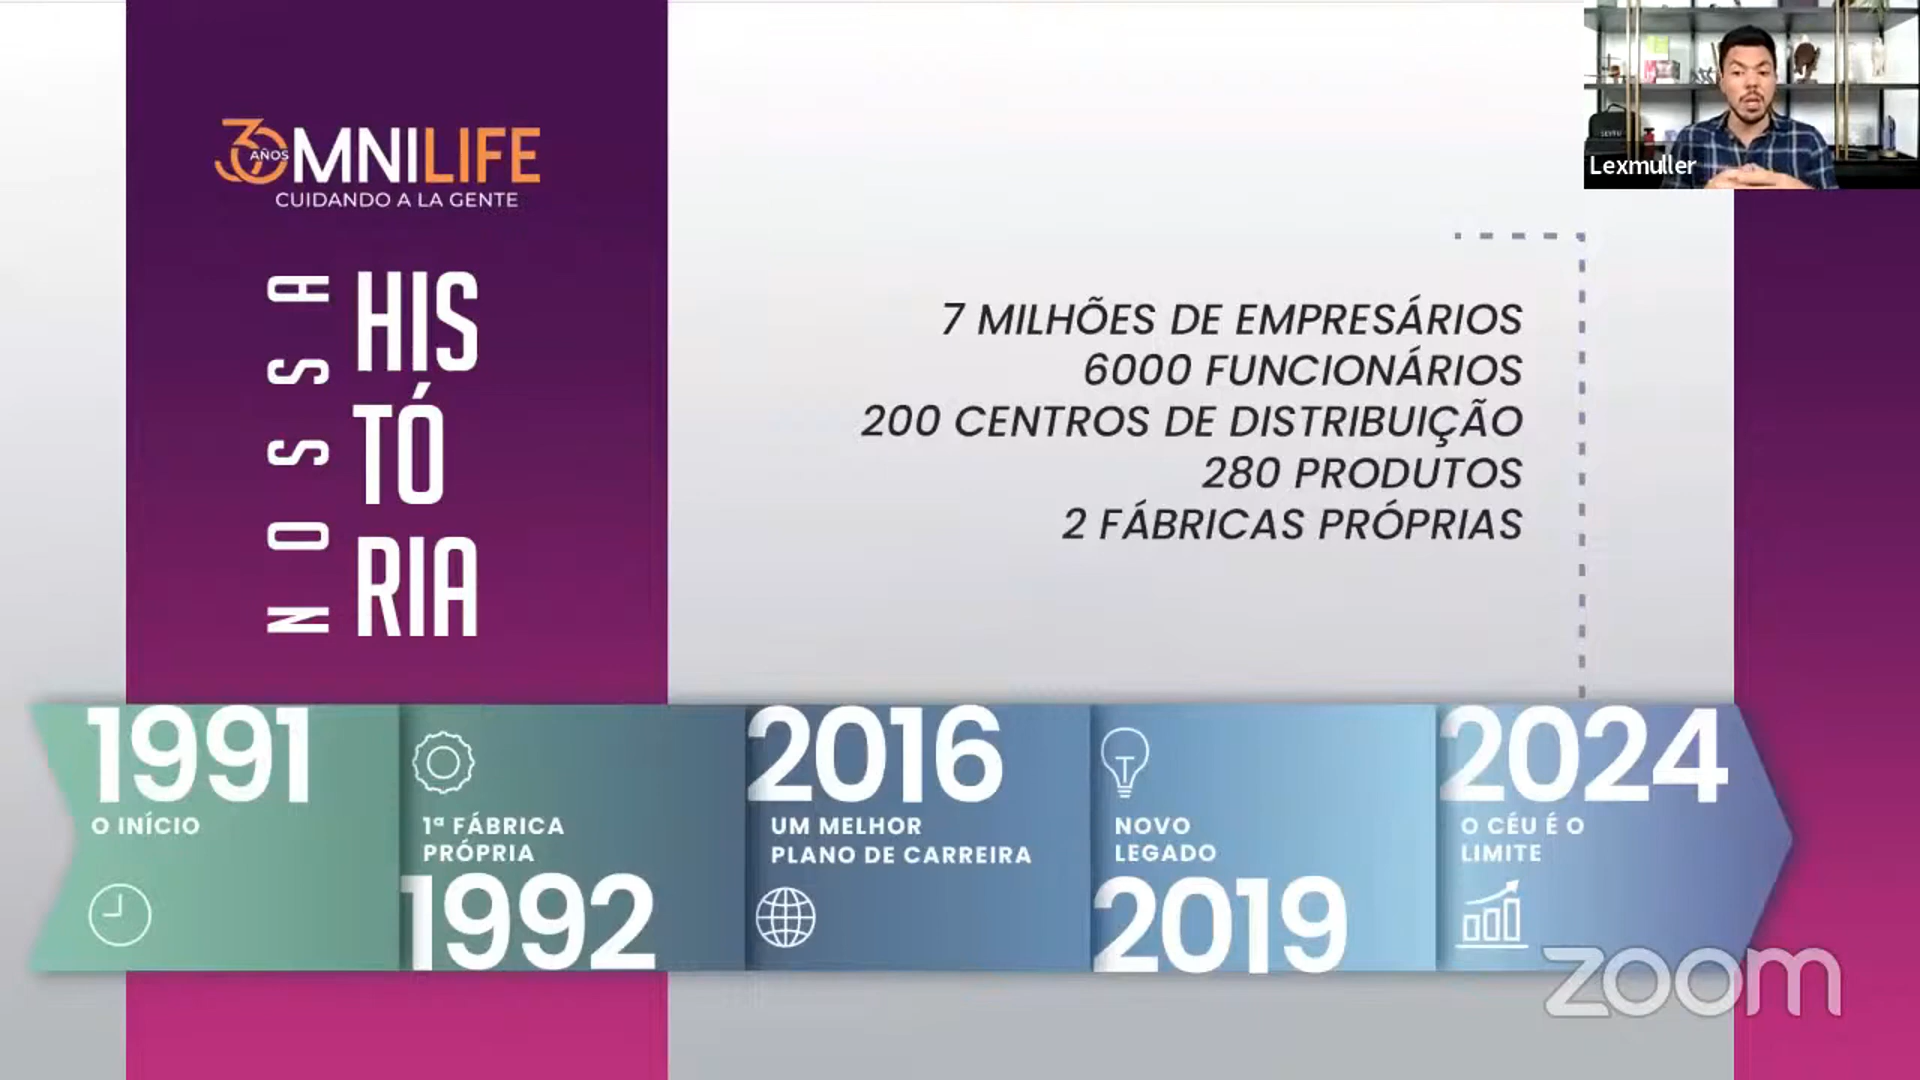 30 AÑOS OMNILIFE
CUIDANDO A LA GENTE
NOSSA
HIS
TÓ
RIA
Lexmuller
7 MILHÕES DE EMPRESÁRIOS
6000 FUNCIONÁRIOS
200 CENTROS DE DISTRIBUIÇÃO
280 PRODUTOS
2 FÁBRICAS PRÓPRIAS
1991
O INÍCIO
1ª FÁBRICA
PRÓPRIA
1992
2016
UM MELHOR
PLANO DE CARREIRA
NOVO
LEGADO
2019
2024
O CÉU É O
LIMITE
zoom